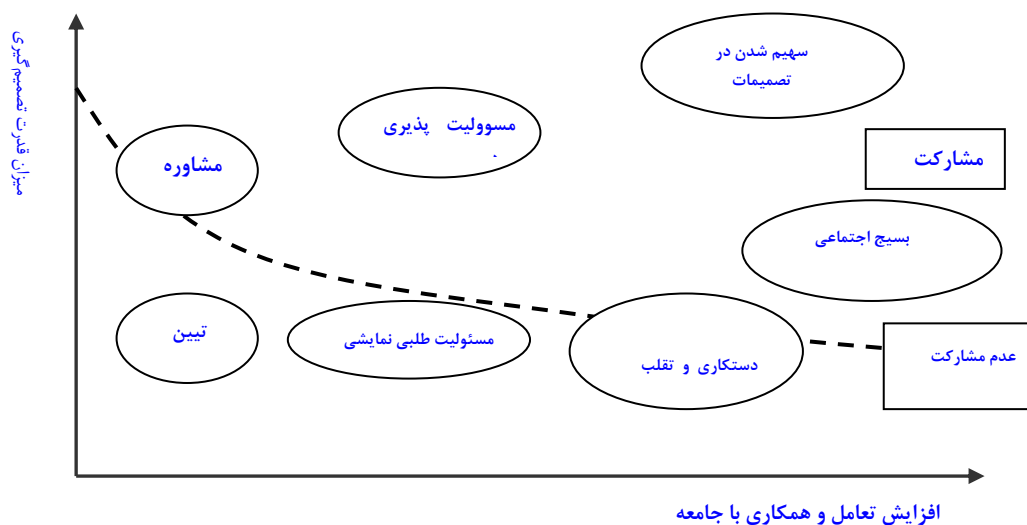 میزان قدرت تصمیم‌گیری
سهیم شدن در
تصمیمات
مسوولیت پذیری
مشاوره
مشارکت
بسیج اجتماعی
تیین
مسئولیت طلبی نمایشی
دستکاری و تقلب
عدم مشارکت
افزایش تعامل و همکاری با جامعه